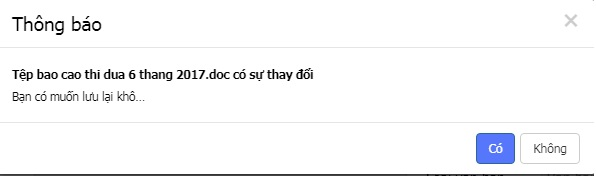 Thông báo
×
Tệp bao cao thi dua 6 thang 2017.doc có sự thay đổi
Bạn có muốn lưu lại khô...
Có
Không